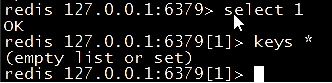 redis 127.0.0.1:6379> select 1
OK
redis 127.0.0.1:6379[1]> keys *
(empty list or set)
redis 127.0.0.1:6379[1]>